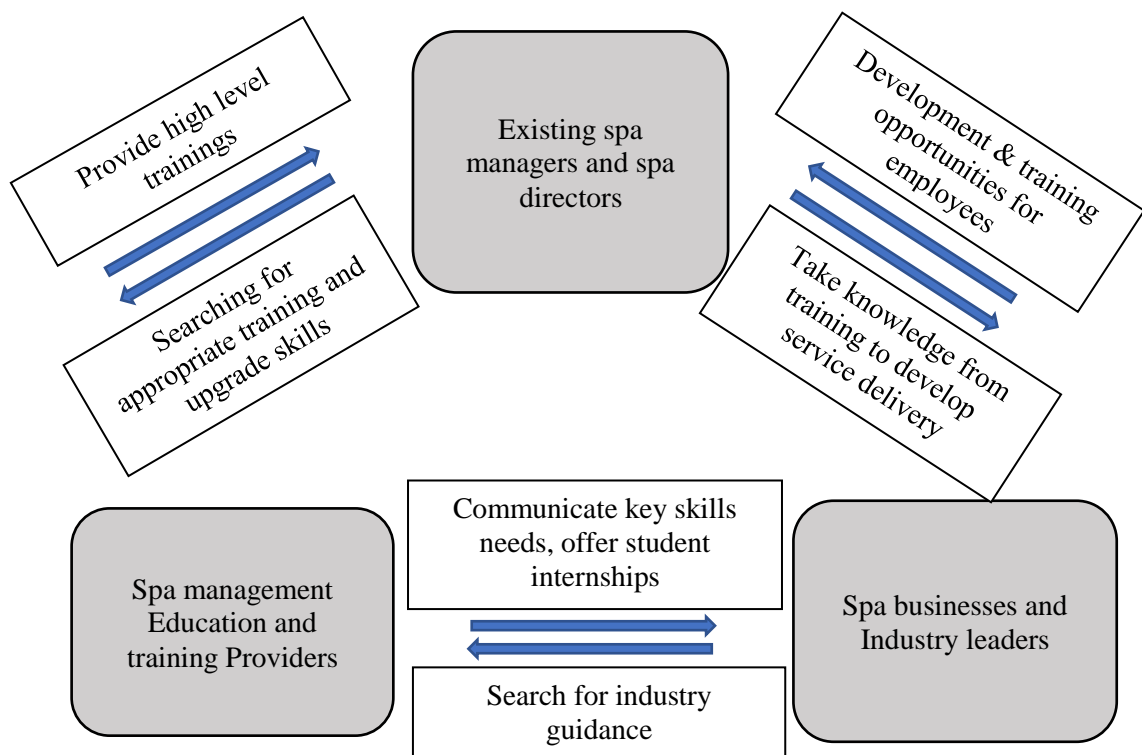 Provide high level
trainings
Existing spa
managers and spa
directors
Development & training
opportunities for
employees
Searching for
appropriate training and
upgrade skills
Take knowledge from
training to develop
service delivery
Communicate key skills
needs, offer student
internships
Spa management
Education and
training Providers
Spa businesses and
Industry leaders
Search for industry
guidance